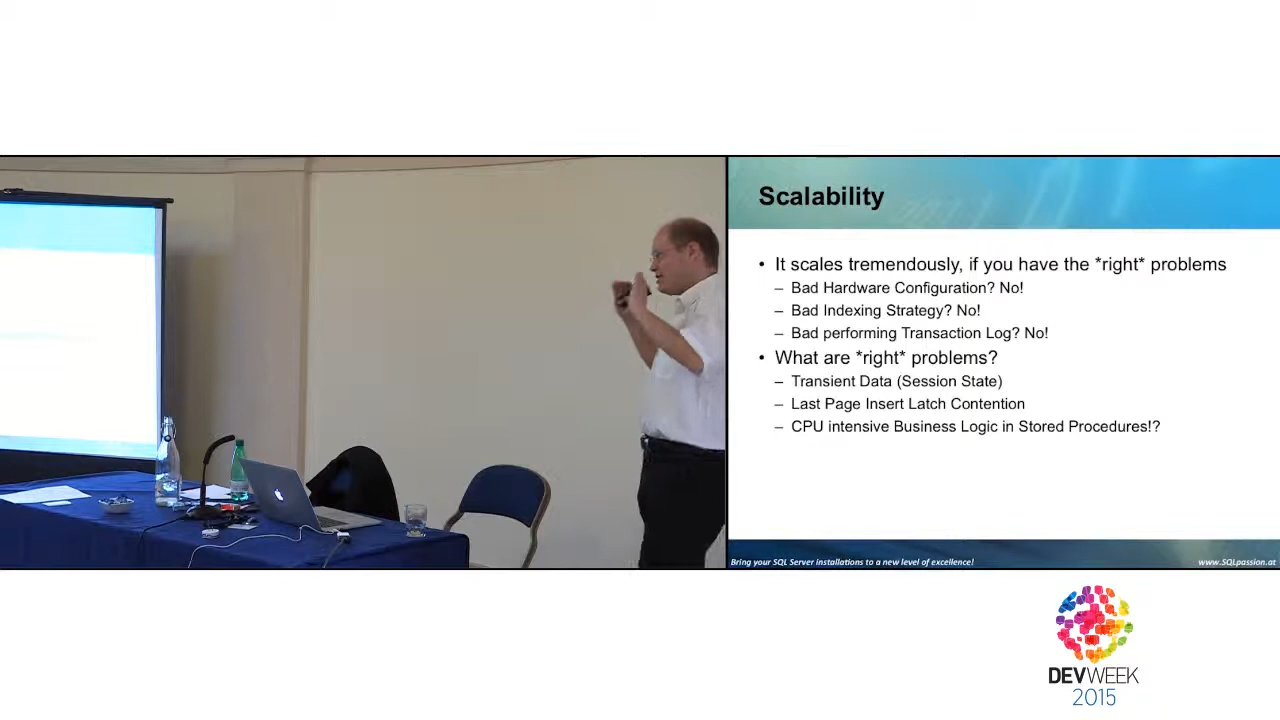 Scalability
• It scales tremendously, if you have the *right* problems
– Bad Hardware Configuration? No!
– Bad Indexing Strategy? No!
– Bad performing Transaction Log? No!
• What are *right* problems?
– Transient Data (Session State)
– Last Page Insert Latch Contention
– CPU intensive Business Logic in Stored Procedures!?
Bring your SQL Server installations to a new level of excellence!
www.SQLpassion.at
DEVWEEK
2015